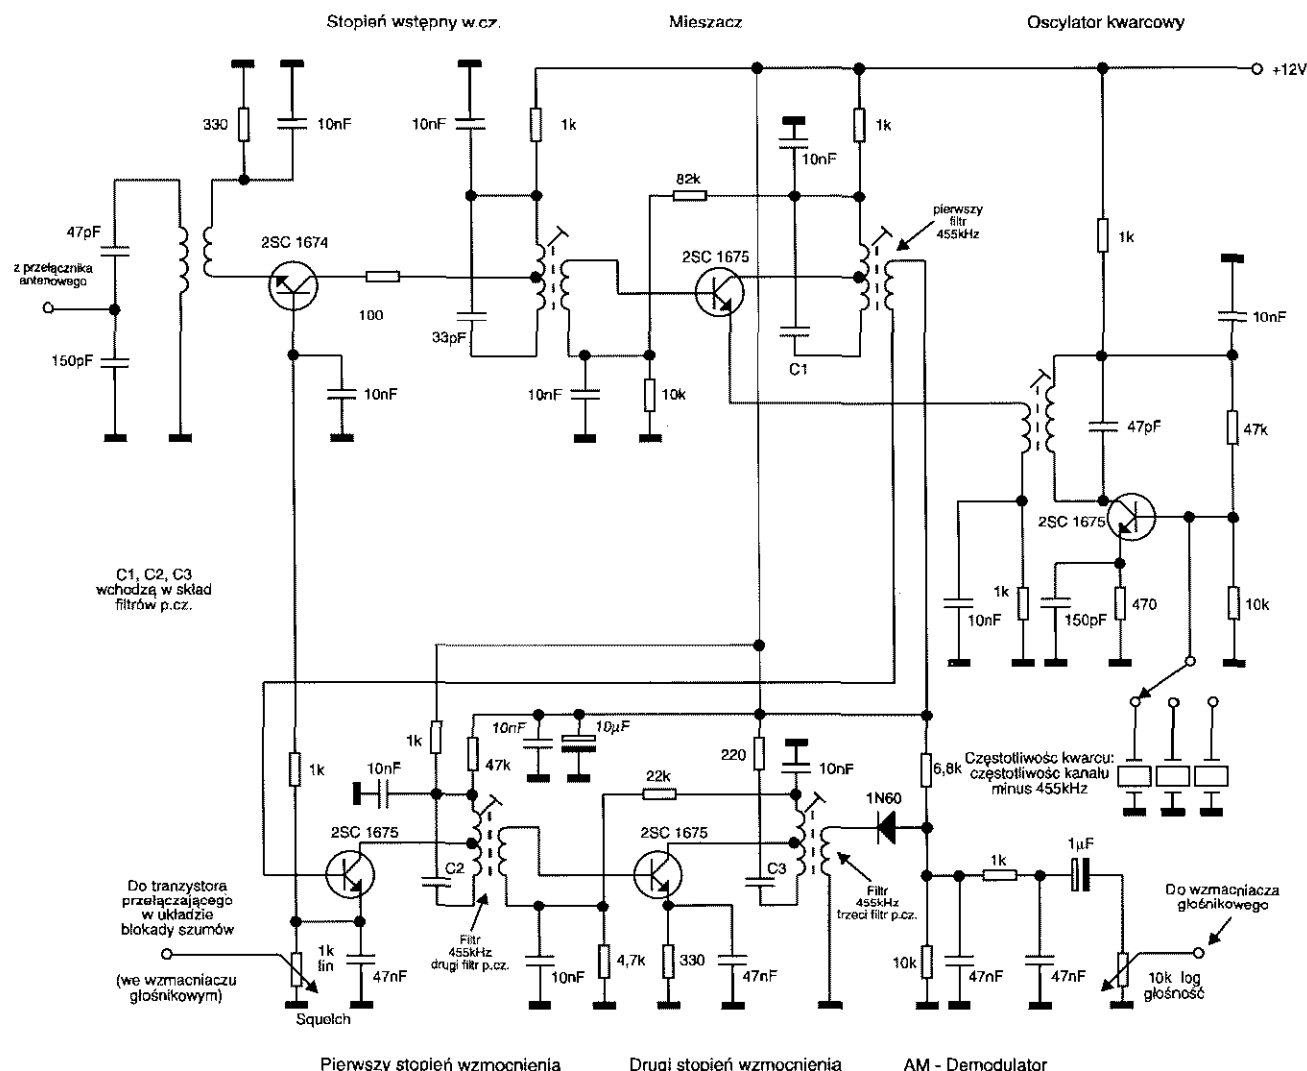 Stopień wstępny w.cz.
Mieszacz
Oscylator kwarcowy
+12V
330
10nF
10nF
1k
10nF
1k
82k
47pF
2SC 1674
2SC 1675
pierwszy
filtr
455kHz
1k
z przełącznika
antenowego
100
33pF
10nF
150pF
10nF
10nF
10k
C1
47pF
47k
2SC 1675
C1, C2, C3
wchodzą w skład
filtrów p.cz.
1k
10nF
150pF
470
10k
1k
10nF
1k
47k
10nF
10µF
220
10nF
22k
6,8k
Częstotliwość kwarcu:
częstotliwość kanału
minus 455kHz
1N60
2SC 1675
2SC 1675
C2
C3
1k
1µF
Do tranzystora
przełączającego
w układzie
blokady szumów
(we wzmacniaczu
głośnikowym)
1k
lin
47nF
Squelch
Filtr
455kHz
drugi filtr p.cz.
10nF
4,7k
330
47nF
Filtr
455kHz
trzeci filtr p.cz.
10k
47nF
47nF
Do wzmacniacza
głośnikowego
10k log
głośność
Pierwszy stopień wzmocnienia
Drugi stopień wzmocnienia
AM - Demodulator